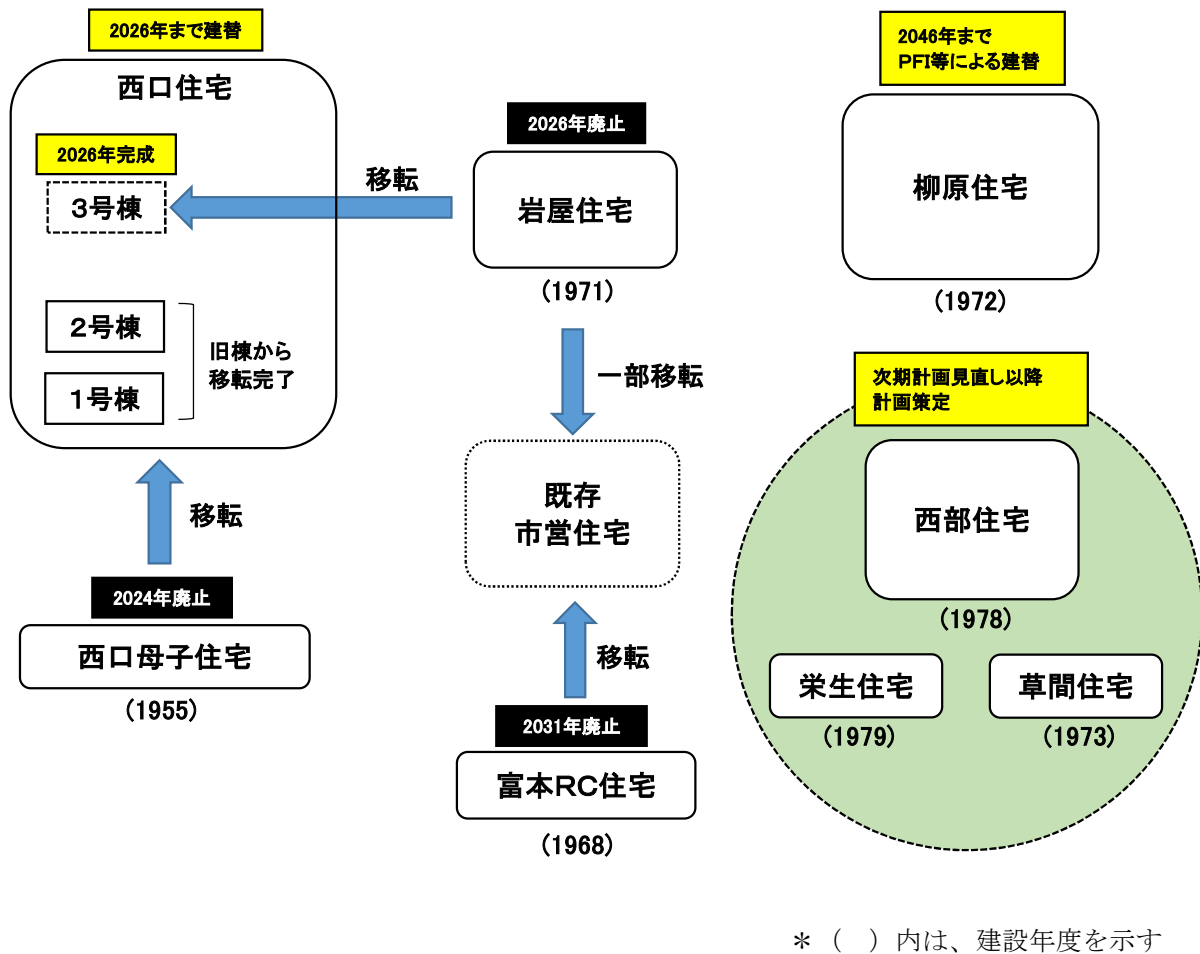 2026年まで建替
西口住宅
2026年完成
３号棟
２号棟
１号棟
旧棟から
移転完了
移転
2024年廃止
西口母子住宅
(1955)
移転
2026年廃止
岩屋住宅
(1971)
一部移転
既存
市営住宅
移転
2031年廃止
富本RC住宅
(1968)
2046年まで
PFI等による建替
柳原住宅
(1972)
次期計画見直し以降
計画策定
西部住宅
(1978)
栄生住宅
(1979)
草間住宅
(1973)
＊（　）内は、建設年度を示す